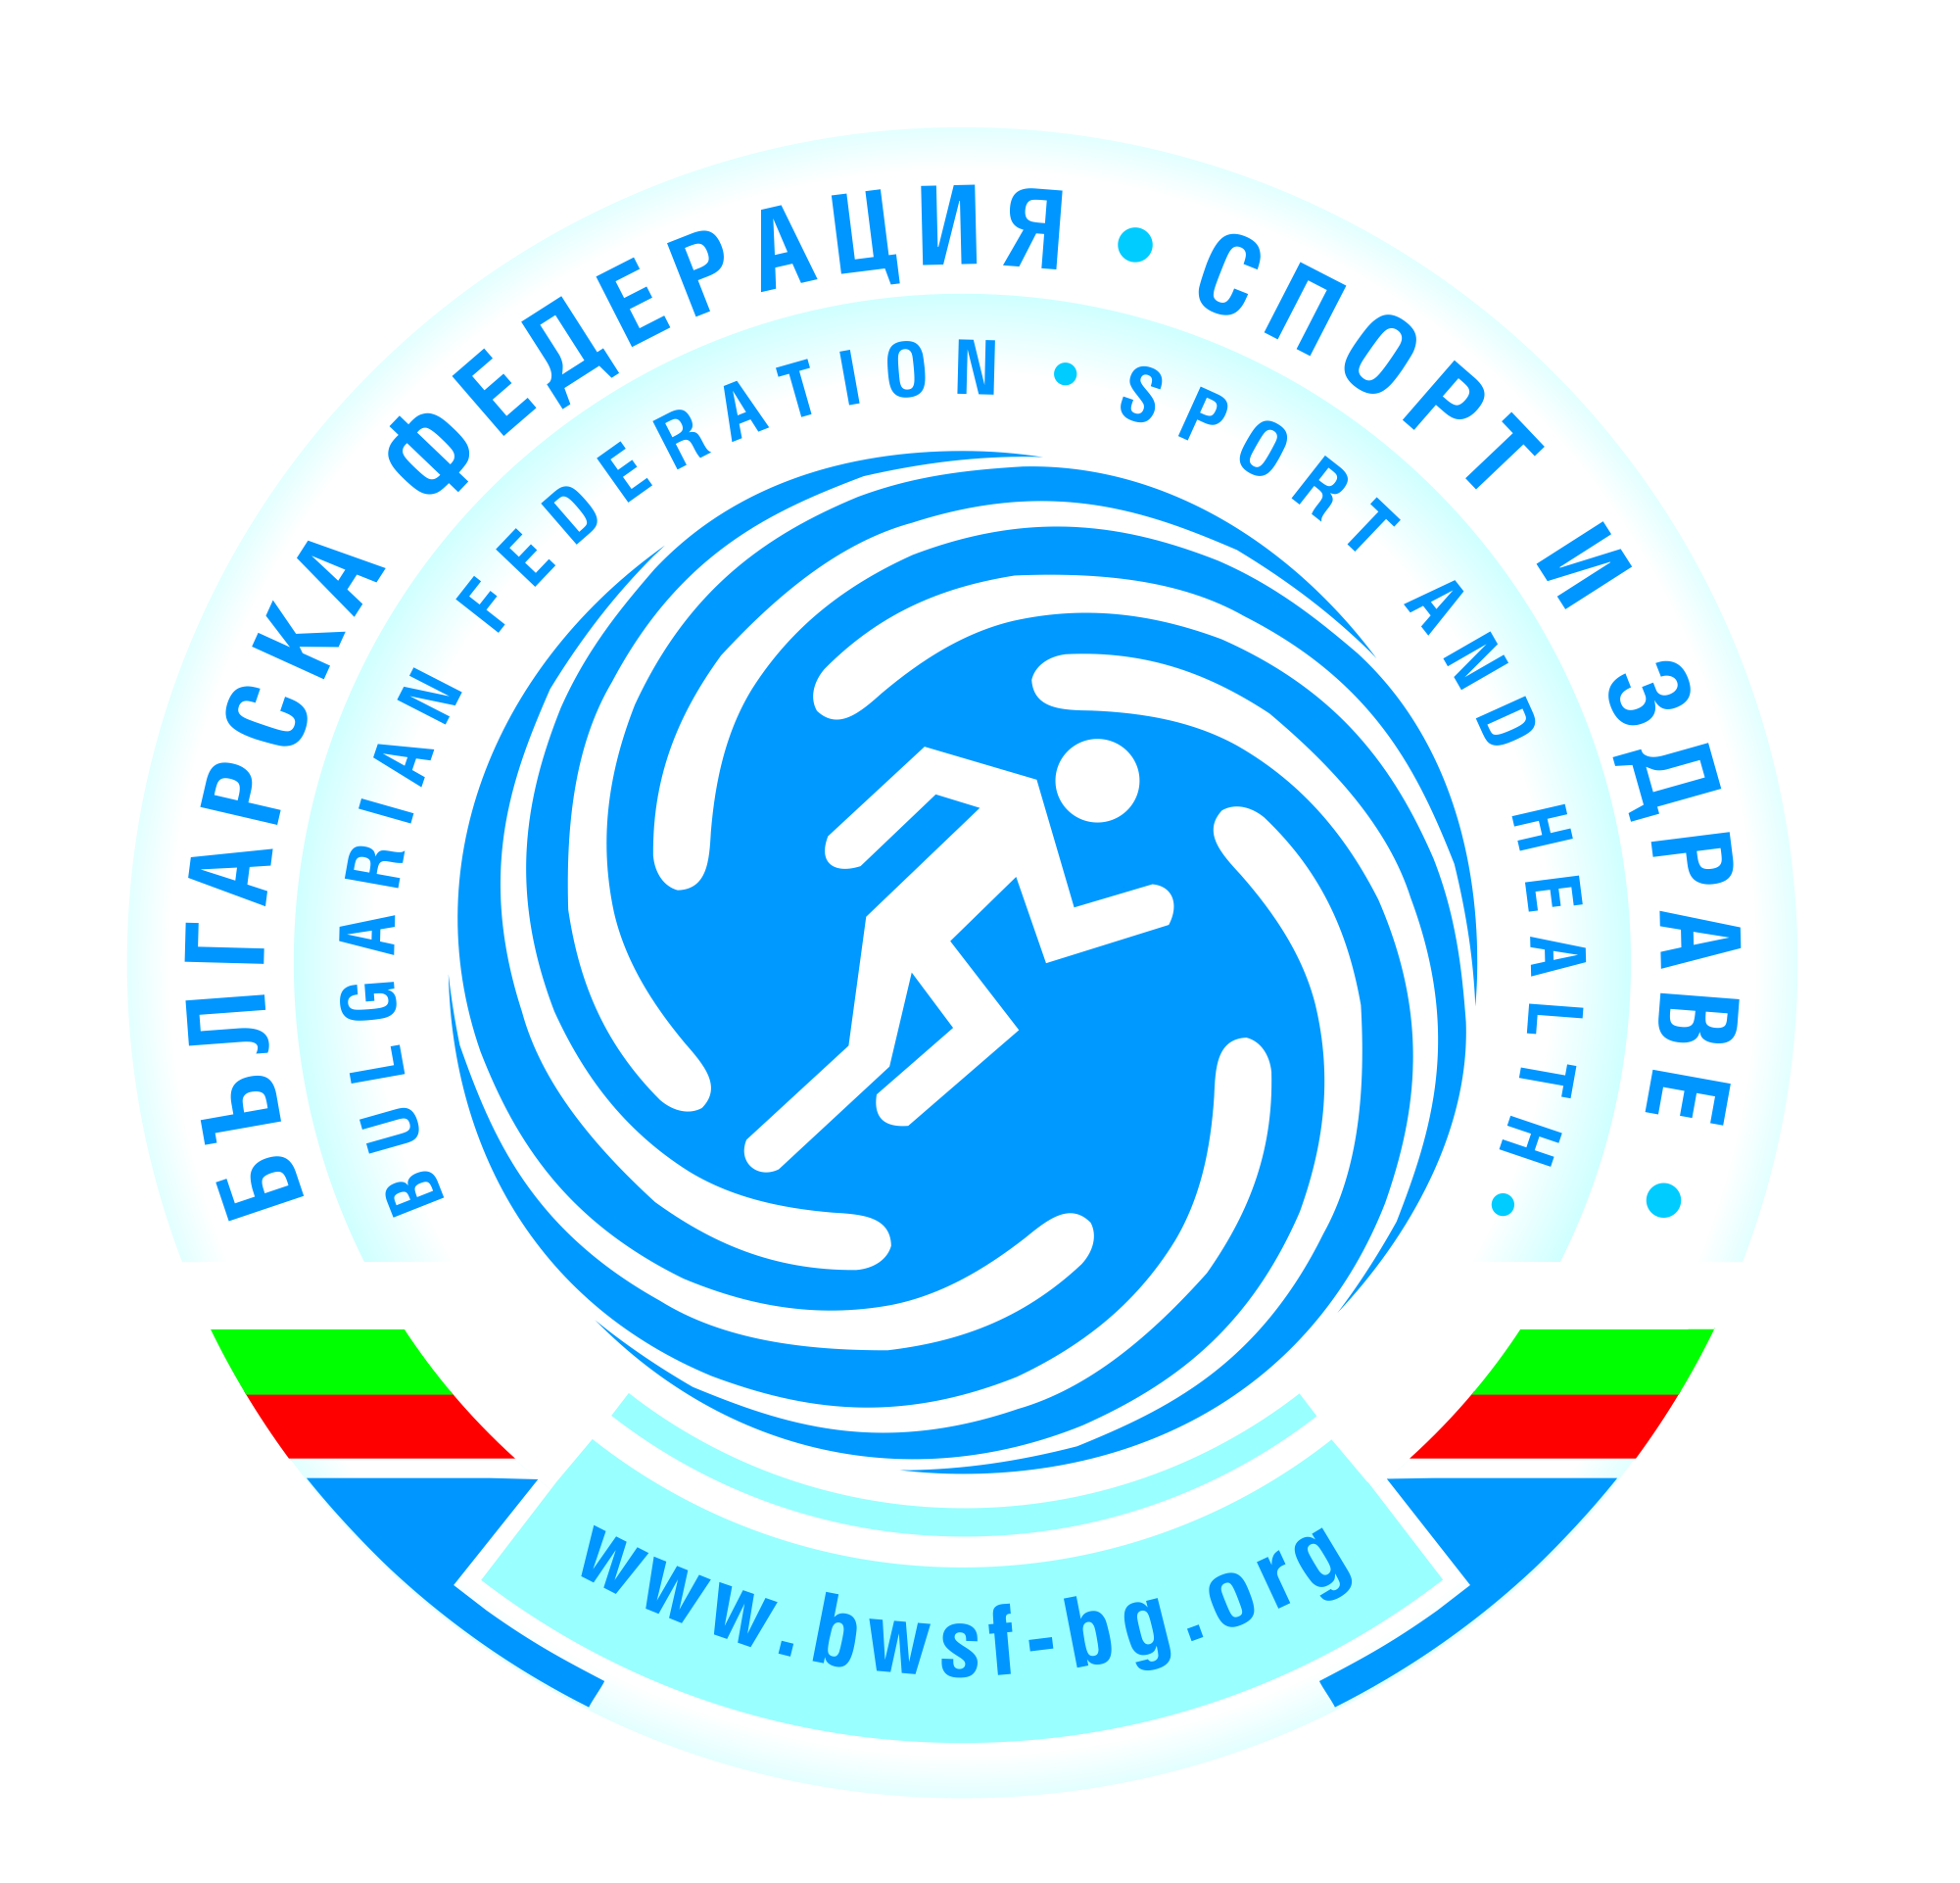 БЪЛГАРСКА ФЕДЕРАЦИЯ • СПОРТ И ЗДРАВЕ •
BULGARIAN FEDERATION • SPORT AND HEALTH •
www.bwsf-bg.org